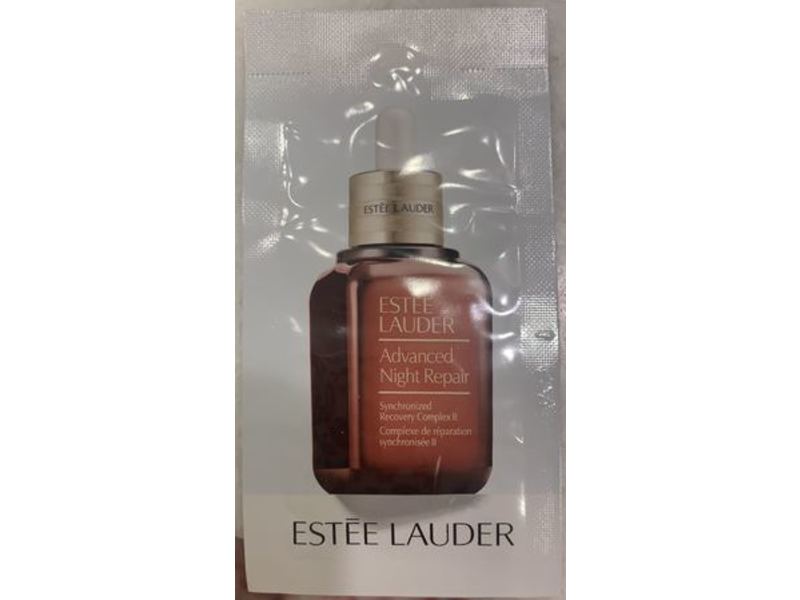 ESTĒE LAUDER
ESTĒE
LAUDER
Advanced
Night Repair
Synchronized
Recovery Complex II
Complexe de réparation
synchronisée II
ESTĒE LAUDER